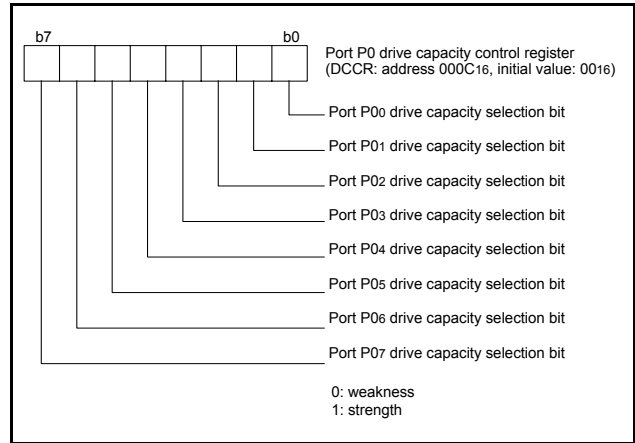 b7 b0
Port P0 drive capacity control register
(DCCR: address 000C16, initial value: 0016)
Port P00 drive capacity selection bit
Port P01 drive capacity selection bit
Port P02 drive capacity selection bit
Port P03 drive capacity selection bit
Port P04 drive capacity selection bit
Port P05 drive capacity selection bit
Port P06 drive capacity selection bit
Port P07 drive capacity selection bit
0: weakness
1: strength